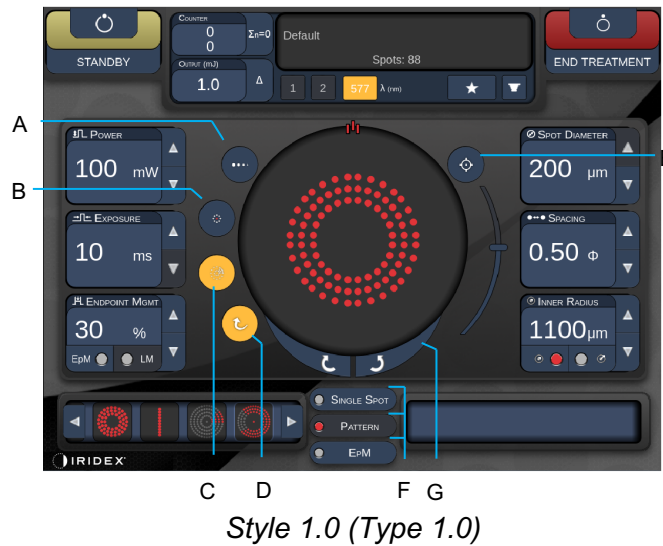 STANDBY
COUNTER
0
0
Σn=0
OUTPUT (mJ)
1.0
Δ
Default
Spots: 88
1 2 577 λ (nm)
END TREATMENT
A
B
POWER
100 mW
EXPOSURE
10 ms
ENDPOINT MGMT
30 %
EpM LM
SPOT DIAMETER
200 μm
SPACING
0.50 Φ
INNER RADIUS
1100μm
SINGLE SPOT
PATTERN
EPM
IRIDEX
C D F G
Style 1.0 (Type 1.0)